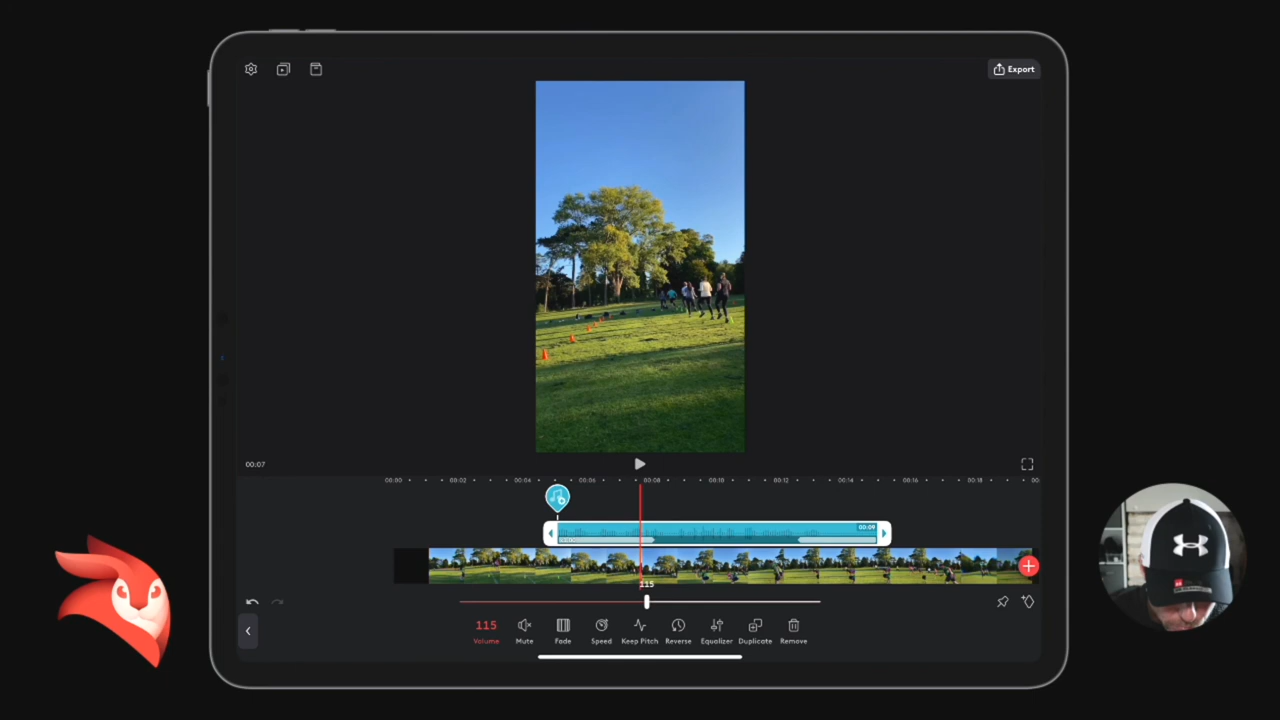 Export
00:07
00:00 00:02 00:04 00:06 00:08 00:10 00:12 00:14 00:16 00:18 00
00:09
115
115
Volume Mute Fade Speed Keep Pitch Reverse Equalizer Duplicate Remove